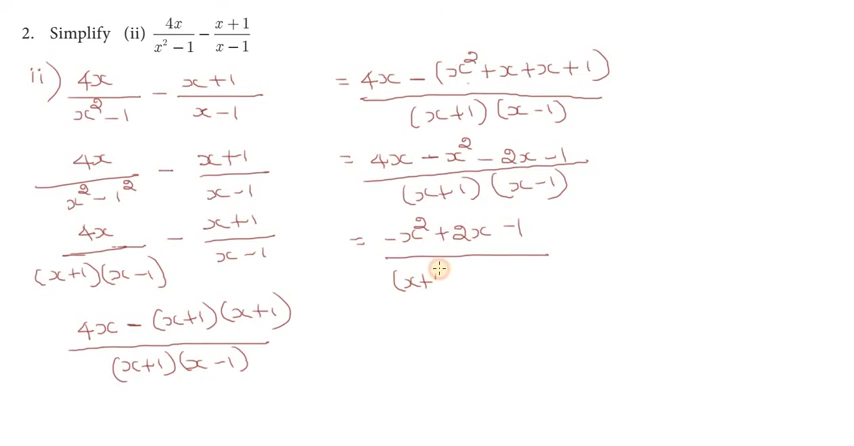 2. Simplify (ii) 4x/(x² − 1) − (x + 1)/(x − 1)
ii) 4x/(x² − 1) − (x + 1)/(x − 1)
4x/(x² − 1²) − (x + 1)/(x − 1)
4x/((x+1)(x−1)) − (x + 1)/(x − 1)
(4x − (x+1)(x+1))/((x+1)(x−1))
= (4x − (x² + x + x + 1))/((x+1)(x−1))
= (4x − x² − 2x − 1)/((x+1)(x−1))
= (−x² + 2x − 1)/(x+